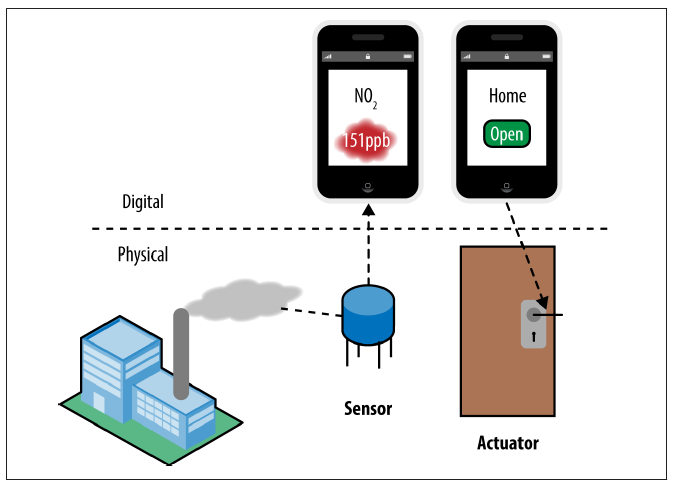 NO₂
151ppb
Home
Open
Digital
Physical
Sensor
Actuator